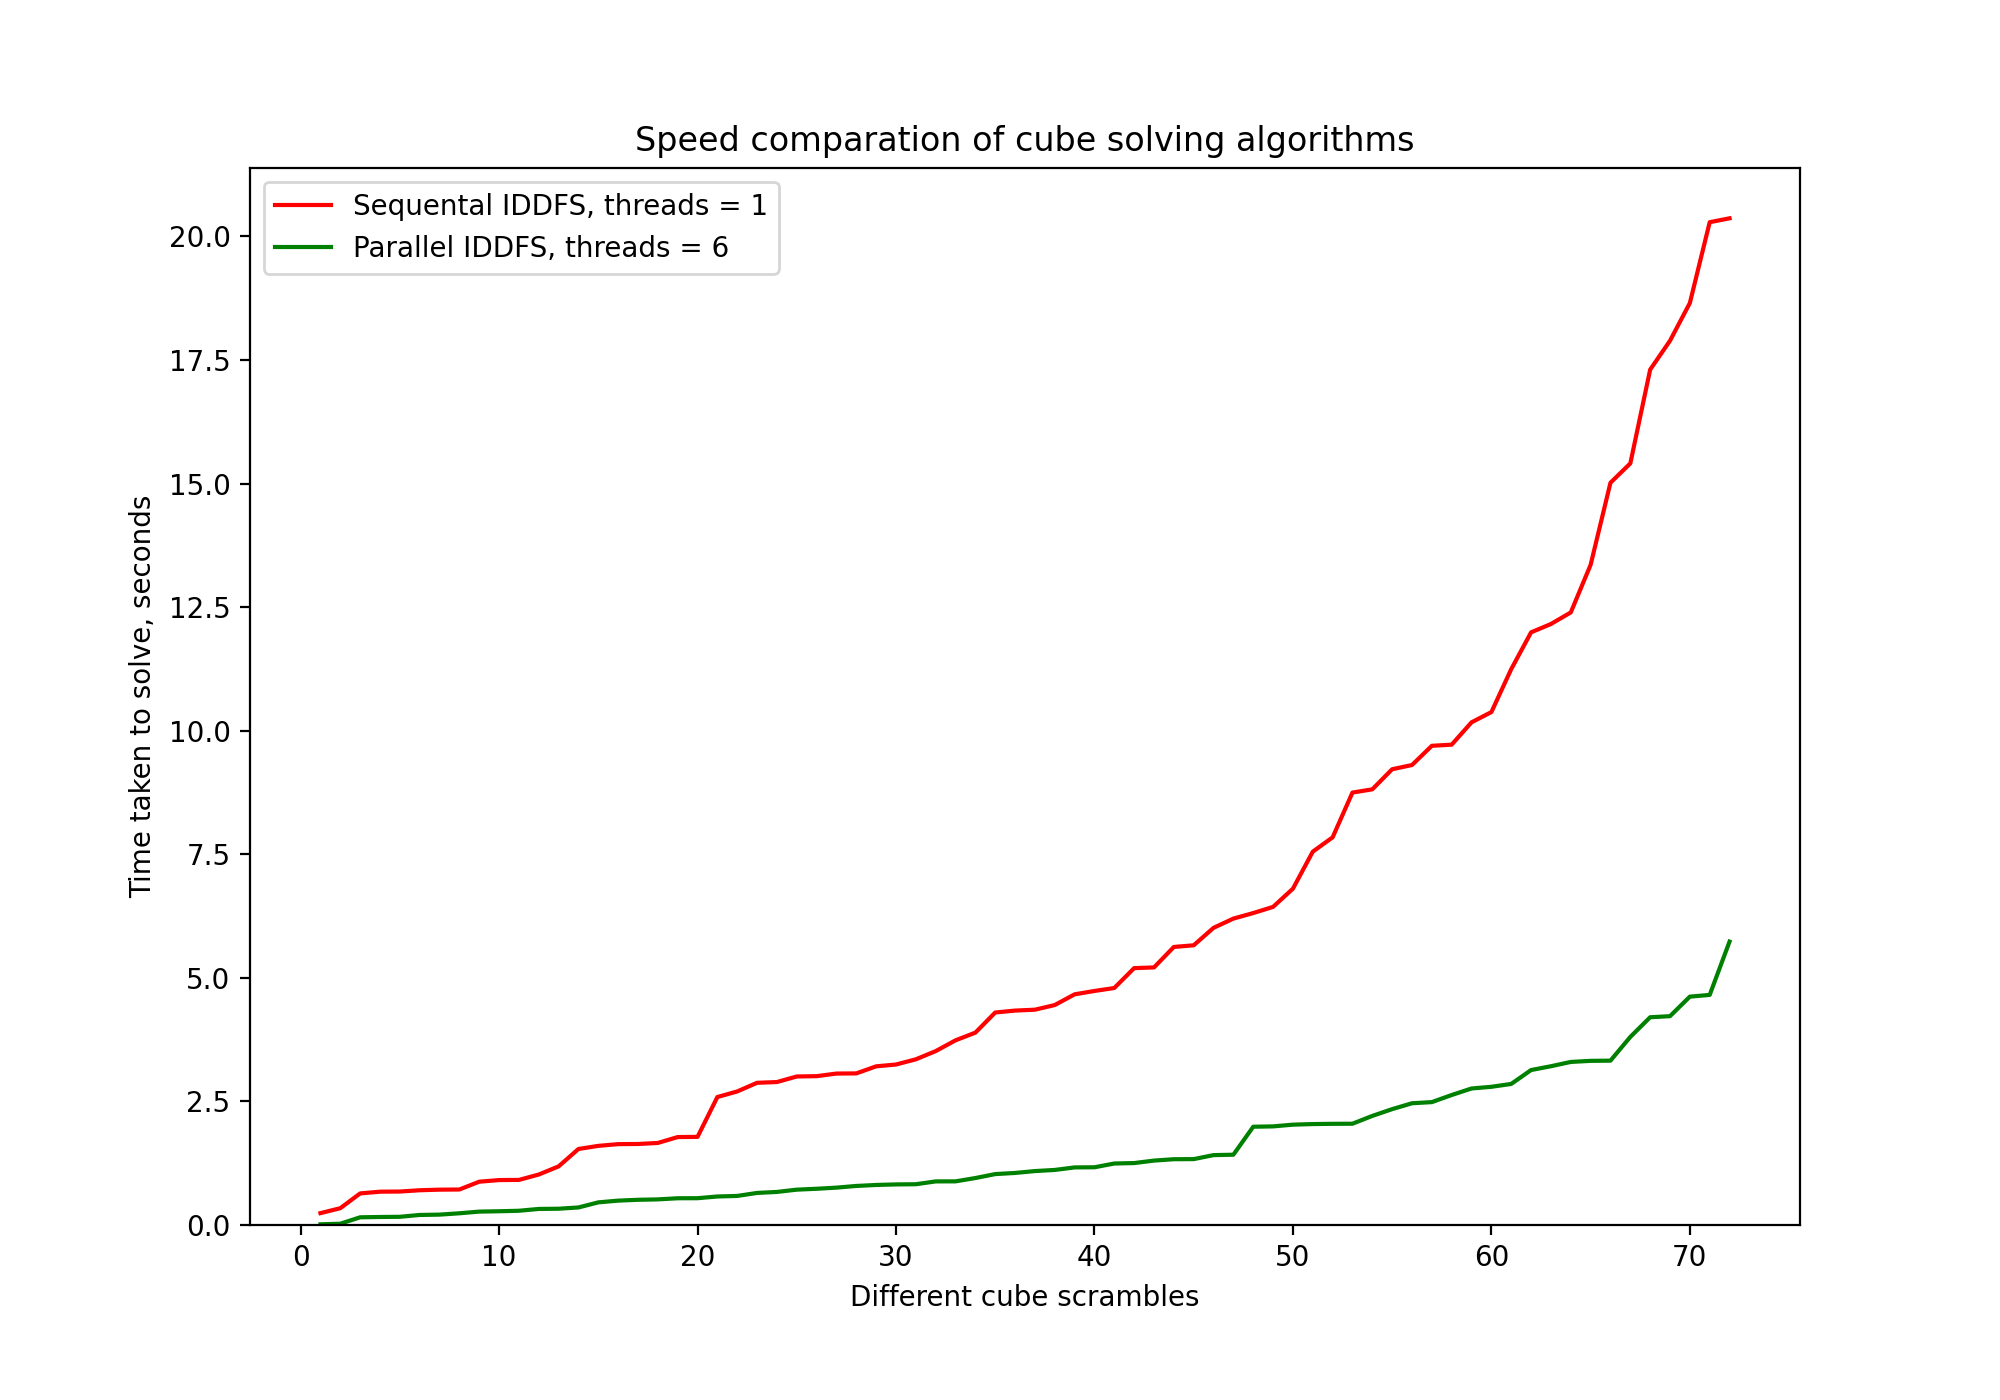 Speed comparation of cube solving algorithms
Sequental IDDFS, threads = 1
Parallel IDDFS, threads = 6
20.0
17.5
15.0
12.5
10.0
7.5
5.0
2.5
0.0
Time taken to solve, seconds
0 10 20 30 40 50 60 70
Different cube scrambles